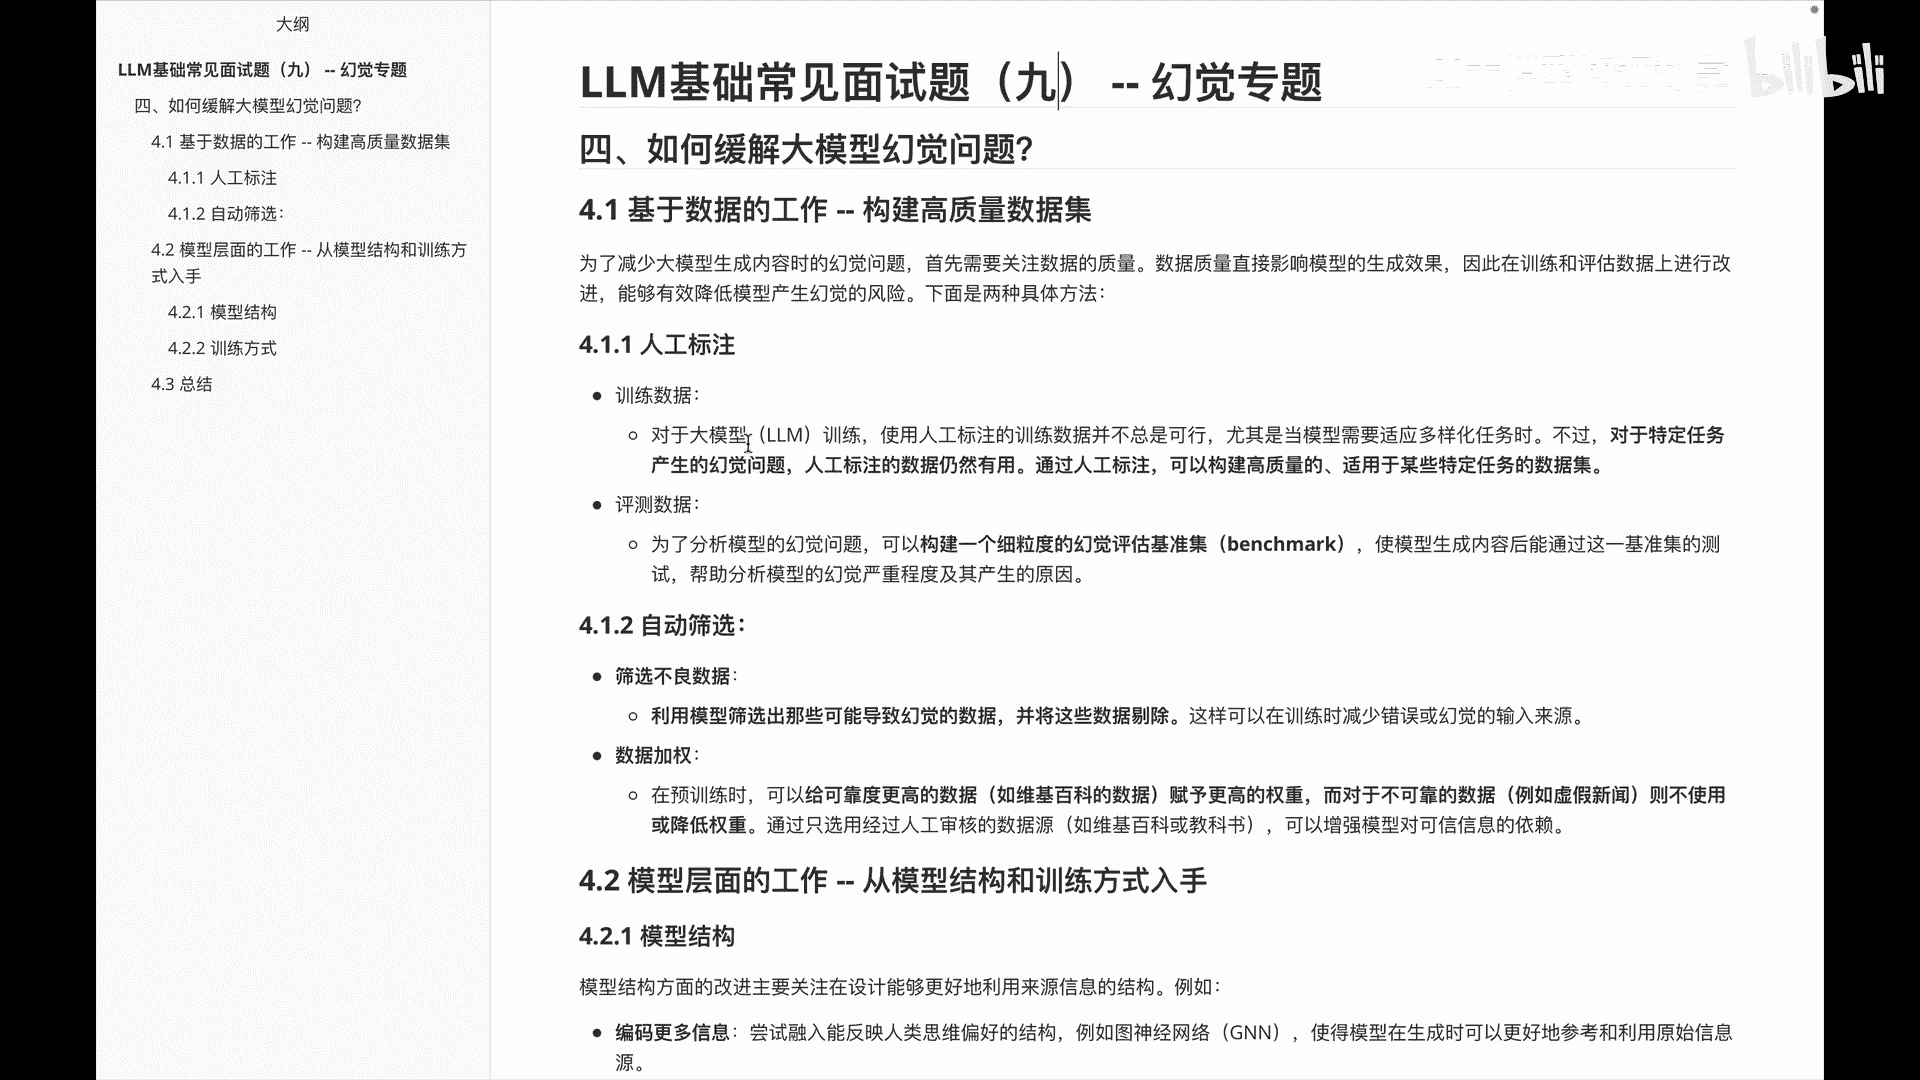 大纲
LLM基础常见面试题（九） -- 幻觉专题
四、如何缓解大模型幻觉问题?
4.1 基于数据的工作 -- 构建高质量数据集
4.1.1 人工标注
4.1.2 自动筛选：
4.2 模型层面的工作 -- 从模型结构和训练方
式入手
4.2.1 模型结构
4.2.2 训练方式
4.3 总结
LLM基础常见面试题（九） -- 幻觉专题
四、如何缓解大模型幻觉问题?
4.1 基于数据的工作 -- 构建高质量数据集
为了减少大模型生成内容时的幻觉问题，首先需要关注数据的质量。数据质量直接影响模型的生成效果，因此在训练和评估数据上进行改
进，能够有效降低模型产生幻觉的风险。下面是两种具体方法：
4.1.1 人工标注
训练数据：
对于大模型（LLM）训练，使用人工标注的训练数据并不总是可行，尤其是当模型需要适应多样化任务时。不过，对于特定任务
产生的幻觉问题，人工标注的数据仍然有用。通过人工标注，可以构建高质量的、适用于某些特定任务的数据集。
评测数据：
为了分析模型的幻觉问题，可以构建一个细粒度的幻觉评估基准集（benchmark），使模型生成内容后能通过这一基准集的测
试，帮助分析模型的幻觉严重程度及其产生的原因。
4.1.2 自动筛选：
筛选不良数据：
利用模型筛选出那些可能导致幻觉的数据，并将这些数据剔除。这样可以在训练时减少错误或幻觉的输入来源。
数据加权：
在预训练时，可以给可靠度更高的数据（如维基百科的数据）赋予更高的权重，而对于不可靠的数据（例如虚假新闻）则不使用
或降低权重。通过只选用经过人工审核的数据源（如维基百科或教科书），可以增强模型对可信信息的依赖。
4.2 模型层面的工作 -- 从模型结构和训练方式入手
4.2.1 模型结构
模型结构方面的改进主要关注在设计能够更好地利用来源信息的结构。例如：
编码更多信息：尝试融入能反映人类思维偏好的结构，例如图神经网络（GNN），使得模型在生成时可以更好地参考和利用原始信息
源。
bilibili